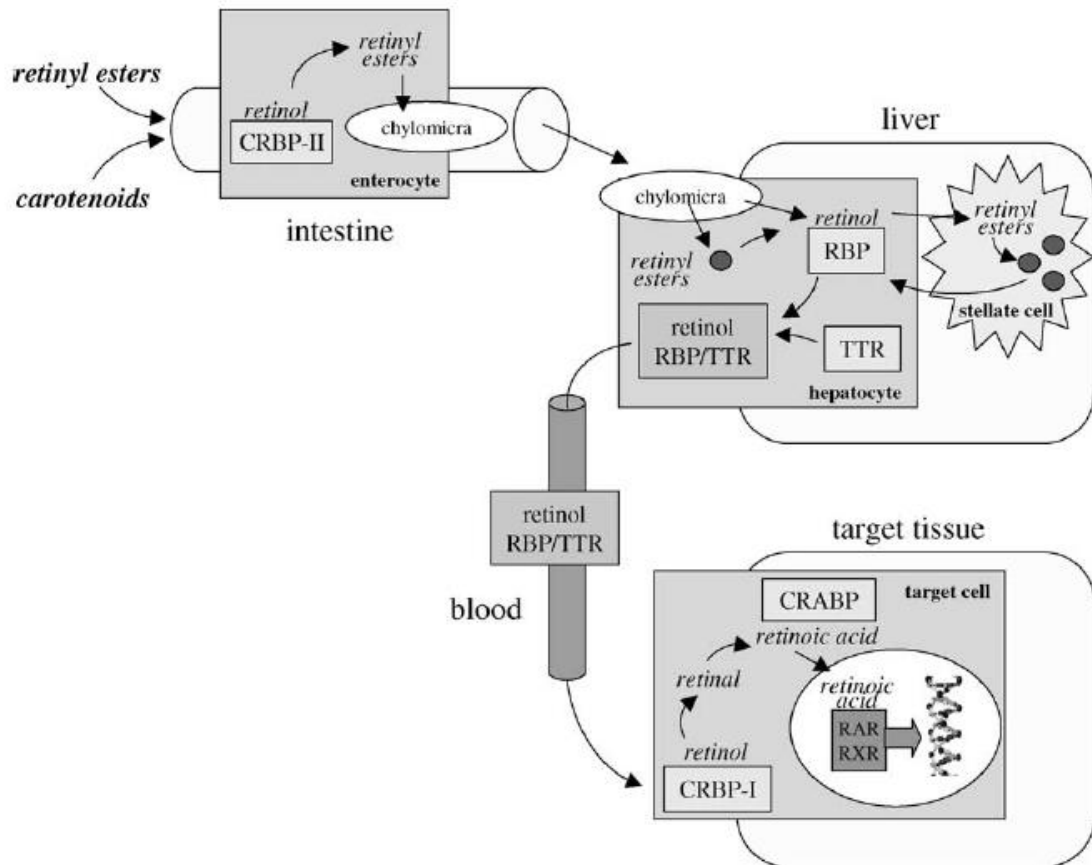 retinyl esters
carotenoids
retinyl
esters
retinol
CRBP-II
chylomicra
enterocyte
intestine
liver
chylomicra
retinol
RBP
retinyl
esters
retinyl
esters
stellate cell
retinol
RBP/TTR
TTR
hepatocyte
retinol
RBP/TTR
blood
target tissue
target cell
CRABP
retinoic acid
retinal
retinol
CRBP-I
retinoic
acid
RAR
RXR